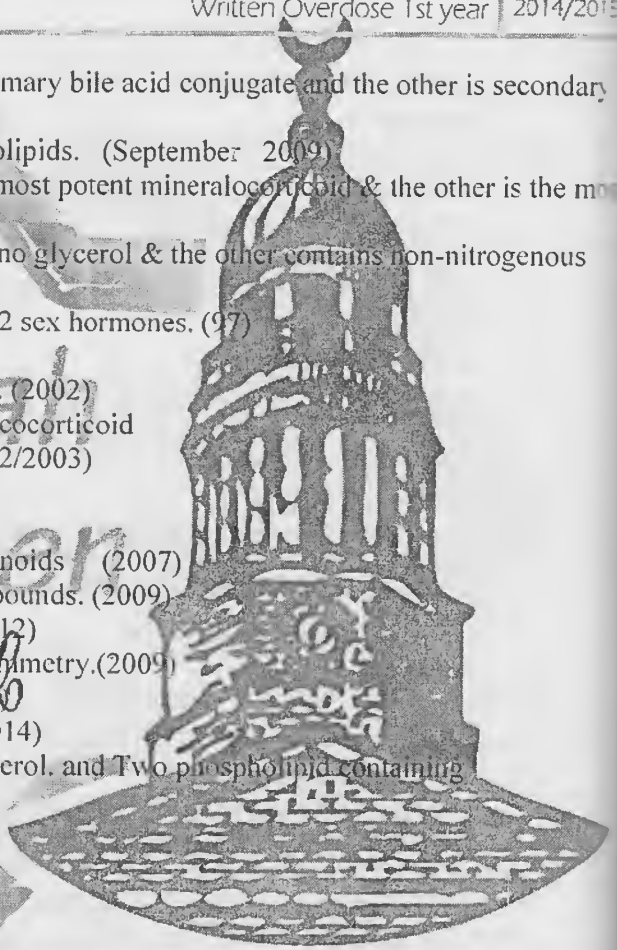 Written Overdose 1st year | 2014/2015
mary bile acid conjugate and the other is secondary
olipids. (September 2009)
most potent mineralocorticoid & the other is the mo
no glycerol & the other contains non-nitrogenous
2 sex hormones. (97)
. (2002)
cocorticoid
2/2003)
noids (2007)
pounds. (2009)
12)
mmetry.(2009)
14)
erol. and Two phospholipid containing